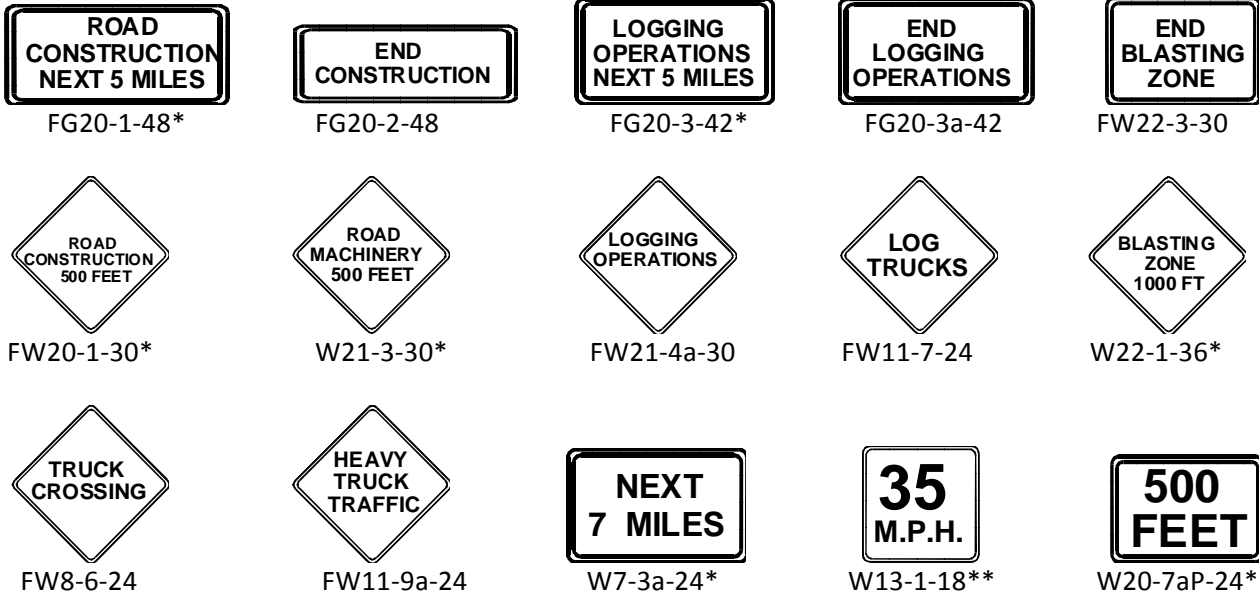 ROAD
CONSTRUCTION
NEXT 5 MILES
FG20-1-48*
END
CONSTRUCTION
FG20-2-48
LOGGING
OPERATIONS
NEXT 5 MILES
FG20-3-42*
END
LOGGING
OPERATIONS
FG20-3a-42
END
BLASTING
ZONE
FW22-3-30
ROAD
CONSTRUCTION
500 FEET
FW20-1-30*
ROAD
MACHINERY
500 FEET
W21-3-30*
LOGGING
OPERATIONS
FW21-4a-30
LOG
TRUCKS
FW11-7-24
BLASTING
ZONE
1000 FT
W22-1-36*
TRUCK
CROSSING
FW8-6-24
HEAVY
TRUCK
TRAFFIC
FW11-9a-24
NEXT
7 MILES
W7-3a-24*
35
M.P.H.
W13-1-18**
500
FEET
W20-7aP-24*